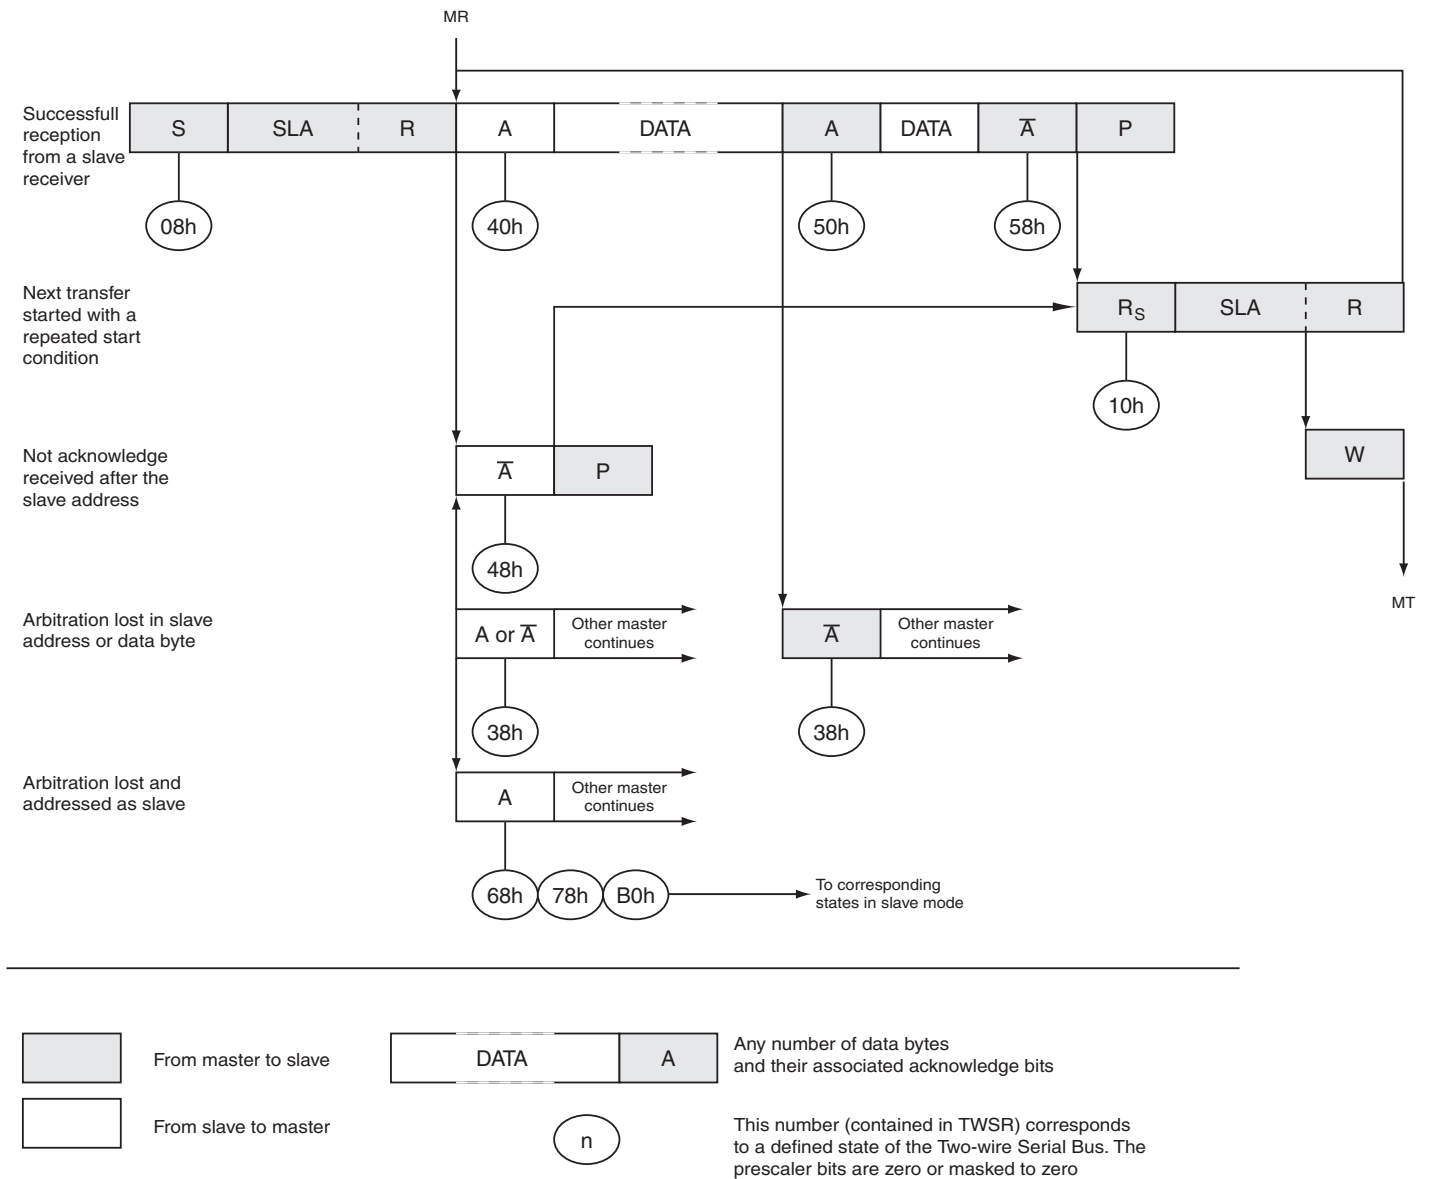 MR
Successfull
reception
from a slave
receiver
S SLA R A DATA A DATA A̅ P
08h 40h 50h 58h
Next transfer
started with a
repeated start
condition
RS SLA R
10h
Not acknowledge
received after the
slave address
A̅ P
W
48h
MT
Arbitration lost in slave
address or data byte
A or A̅
Other master
continues
A̅
Other master
continues
38h 38h
Arbitration lost and
addressed as slave
A
Other master
continues
68h 78h B0h
To corresponding
states in slave mode
From master to slave
DATA A
Any number of data bytes
and their associated acknowledge bits
From slave to master
n
This number (contained in TWSR) corresponds
to a defined state of the Two-wire Serial Bus. The
prescaler bits are zero or masked to zero